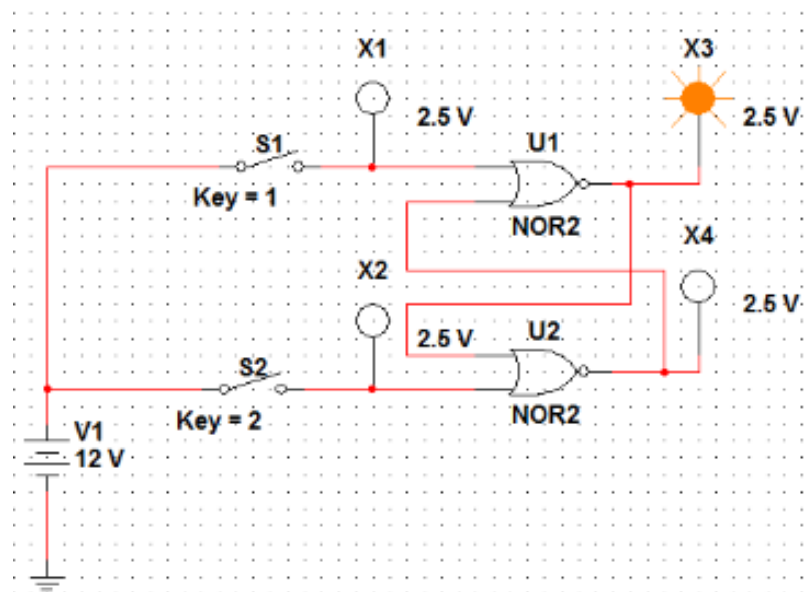 X1
X3
2.5 V
2.5 V
S1
U1
Key = 1
NOR2
X4
X2
2.5 V
2.5 V
U2
S2
NOR2
Key = 2
V1
12 V